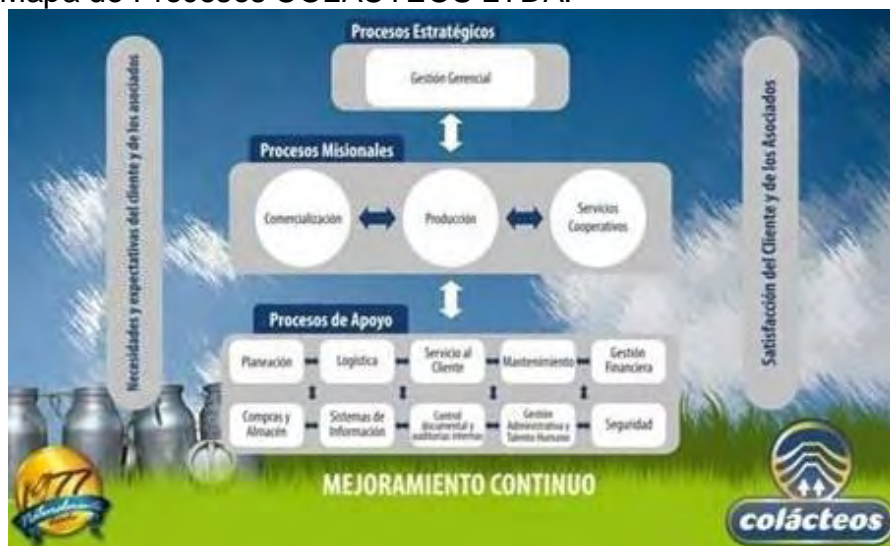 Mapa de Procesos COLÁCTEOS LTDA.
Procesos Estratégicos
Gestión Gerencial
Necesidades y expectativas del cliente y de los asociados
Procesos Misionales
Comercialización
Producción
Servicios
Cooperativos
Satisfacción del Cliente y de los Asociados
Procesos de Apoyo
Planeación
Logística
Servicio al
Cliente
Mantenimiento
Gestión
Financiera
Compras y
Almacén
Sistemas de
Información
Control
documental y
auditorias internas
Gestión
Administrativa y
Talento Humano
Seguridad
MEJORAMIENTO CONTINUO
1977
colácteos